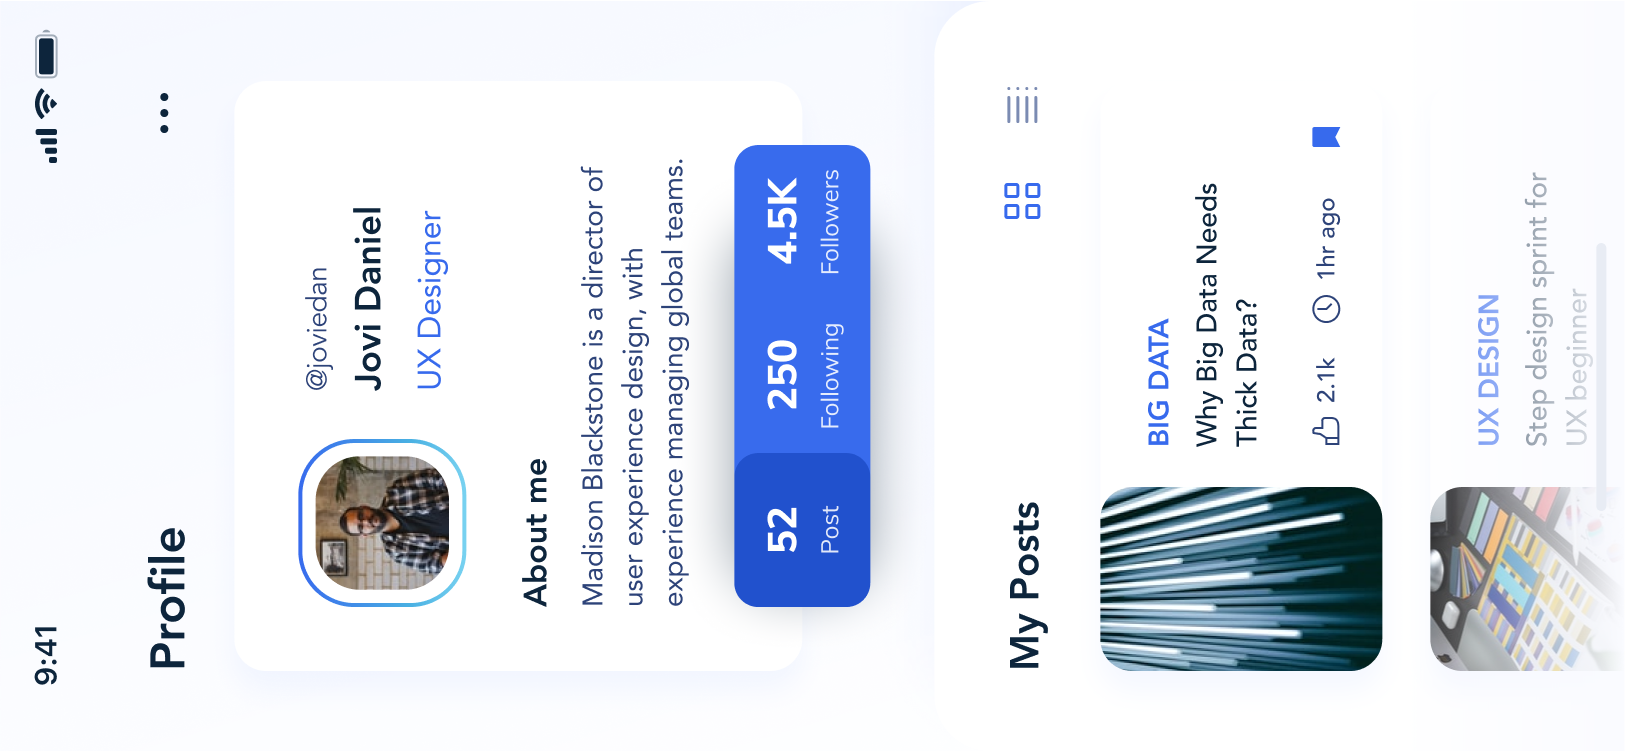 9:41
Profile
@joviedan
Jovi Daniel
UX Designer
About me
Madison Blackstone is a director of
user experience design, with
experience managing global teams.
52
Post
250
Following
4.5K
Followers
My Posts
BIG DATA
Why Big Data Needs
Thick Data?
2.1k
1hr ago
UX DESIGN
Step design sprint for
UX beginner